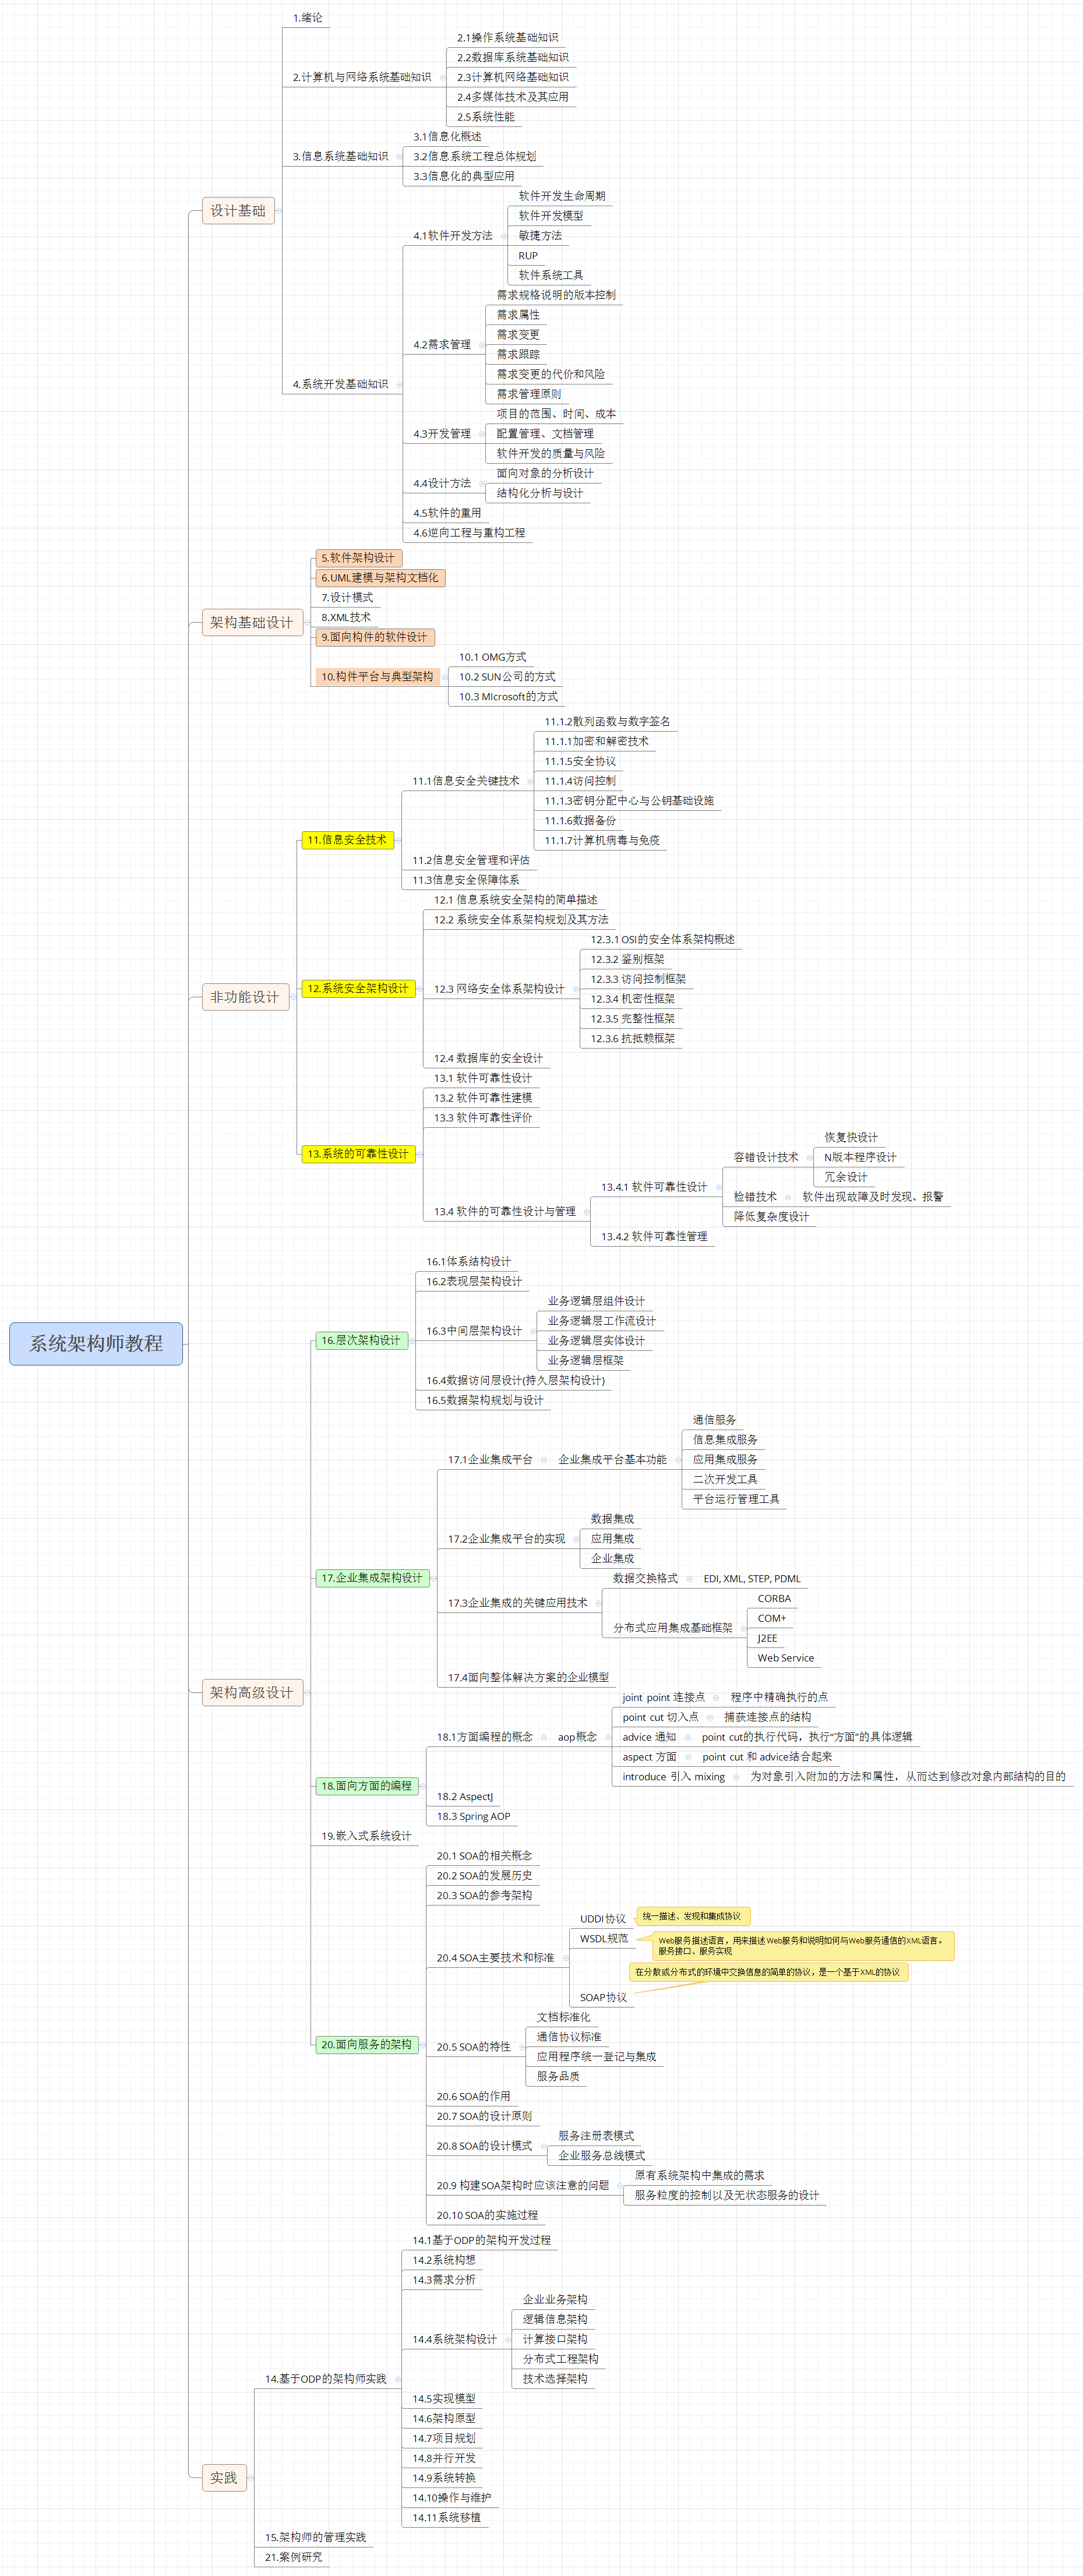 系统架构师教程
设计基础
1.绪论
2.计算机与网络系统基础知识
2.1操作系统基础知识
2.2数据库系统基础知识
2.3计算机网络基础知识
2.4多媒体技术及其应用
2.5系统性能
3.信息系统基础知识
3.1信息化概述
3.2信息系统工程总体规划
3.3信息化的典型应用
4.系统开发基础知识
4.1软件开发方法
软件开发生命周期
软件开发模型
敏捷方法
RUP
软件系统工具
4.2需求管理
需求规格说明的版本控制
需求属性
需求变更
需求跟踪
需求变更的代价和风险
需求管理原则
4.3开发管理
项目的范围、时间、成本
配置管理、文档管理
软件开发的质量与风险
4.4设计方法
面向对象的分析设计
结构化分析与设计
4.5软件的重用
4.6逆向工程与重构工程
架构基础设计
5.软件架构设计
6.UML建模与架构文档化
7.设计模式
8.XML技术
9.面向构件的软件设计
10.构件平台与典型架构
10.1 OMG方式
10.2 SUN公司的方式
10.3 MIcrosoft的方式
非功能设计
11.信息安全技术
11.1信息安全关键技术
11.1.2散列函数与数字签名
11.1.1加密和解密技术
11.1.5安全协议
11.1.4访问控制
11.1.3密钥分配中心与公钥基础设施
11.1.6数据备份
11.1.7计算机病毒与免疫
11.2信息安全管理和评估
11.3信息安全保障体系
12.系统安全架构设计
12.1 信息系统安全架构的简单描述
12.2 系统安全体系架构规划及其方法
12.3 网络安全体系架构设计
12.3.1 OSI的安全体系架构概述
12.3.2 鉴别框架
12.3.3 访问控制框架
12.3.4 机密性框架
12.3.5 完整性框架
12.3.6 抗抵赖框架
12.4 数据库的安全设计
13.系统的可靠性设计
13.1 软件可靠性设计
13.2 软件可靠性建模
13.3 软件可靠性评价
13.4 软件的可靠性设计与管理
13.4.1 软件可靠性设计
容错设计技术
恢复快设计
N版本程序设计
冗余设计
检错技术
软件出现故障及时发现、报警
降低复杂度设计
13.4.2 软件可靠性管理
架构高级设计
16.层次架构设计
16.1体系结构设计
16.2表现层架构设计
16.3中间层架构设计
业务逻辑层组件设计
业务逻辑层工作流设计
业务逻辑层实体设计
业务逻辑层框架
16.4数据访问层设计(持久层架构设计)
16.5数据架构规划与设计
17.企业集成架构设计
17.1企业集成平台
企业集成平台基本功能
通信服务
信息集成服务
应用集成服务
二次开发工具
平台运行管理工具
17.2企业集成平台的实现
数据集成
应用集成
企业集成
17.3企业集成的关键应用技术
数据交换格式
EDI, XML, STEP, PDML
分布式应用集成基础框架
CORBA
COM+
J2EE
Web Service
17.4面向整体解决方案的企业模型
18.面向方面的编程
18.1方面编程的概念
aop概念
joint point 连接点
程序中精确执行的点
point cut 切入点
捕获连接点的结构
advice 通知
point cut的执行代码，执行“方面”的具体逻辑
aspect 方面
point cut 和 advice结合起来
introduce 引入 mixing
为对象引入附加的方法和属性，从而达到修改对象内部结构的目的
18.2 AspectJ
18.3 Spring AOP
19.嵌入式系统设计
20.面向服务的架构
20.1 SOA的相关概念
20.2 SOA的发展历史
20.3 SOA的参考架构
20.4 SOA主要技术和标准
UDDI协议
统一描述、发现和集成协议
WSDL规范
Web服务描述语言，用来描述Web服务和说明如何与Web服务通信的XML语言。
服务接口、服务实现
在分散或分布式的环境中交换信息的简单的协议，是一个基于XML的协议
SOAP协议
20.5 SOA的特性
文档标准化
通信协议标准
应用程序统一登记与集成
服务品质
20.6 SOA的作用
20.7 SOA的设计原则
20.8 SOA的设计模式
服务注册表模式
企业服务总线模式
20.9 构建SOA架构时应该注意的问题
原有系统架构中集成的需求
服务粒度的控制以及无状态服务的设计
20.10 SOA的实施过程
实践
14.基于ODP的架构师实践
14.1基于ODP的架构开发过程
14.2系统构想
14.3需求分析
14.4系统架构设计
企业业务架构
逻辑信息架构
计算接口架构
分布式工程架构
技术选择架构
14.5实现模型
14.6架构原型
14.7项目规划
14.8并行开发
14.9系统转换
14.10操作与维护
14.11系统移植
15.架构师的管理实践
21.案例研究